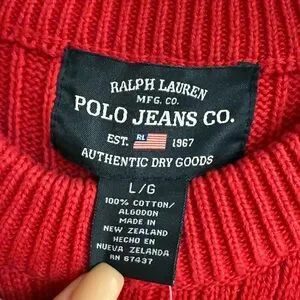 RALPH LAUREN
MFG. CO.
POLO JEANS CO.
EST. RL 1967
AUTHENTIC DRY GOODS
L/G
100% COTTON/
ALGODON
MADE IN
NEW ZEALAND
HECHO EN
NUEVA ZELANDA
RN 67437